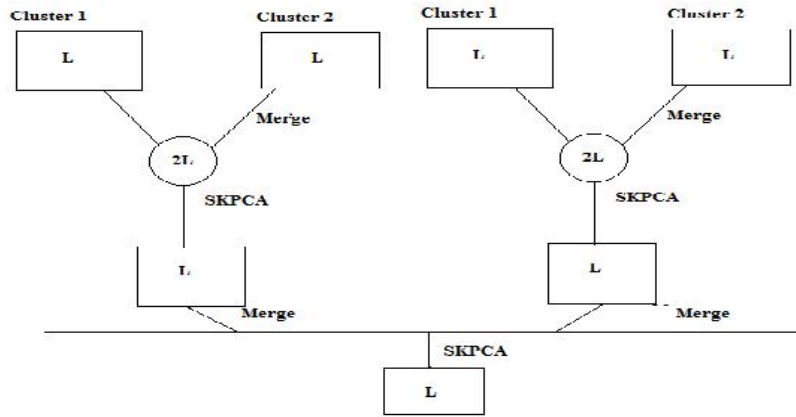 Cluster 1 Cluster 2 Cluster 1 Cluster 2
L L L L
Merge Merge
2L 2L
SKPCA SKPCA
L L
Merge Merge
SKPCA
L